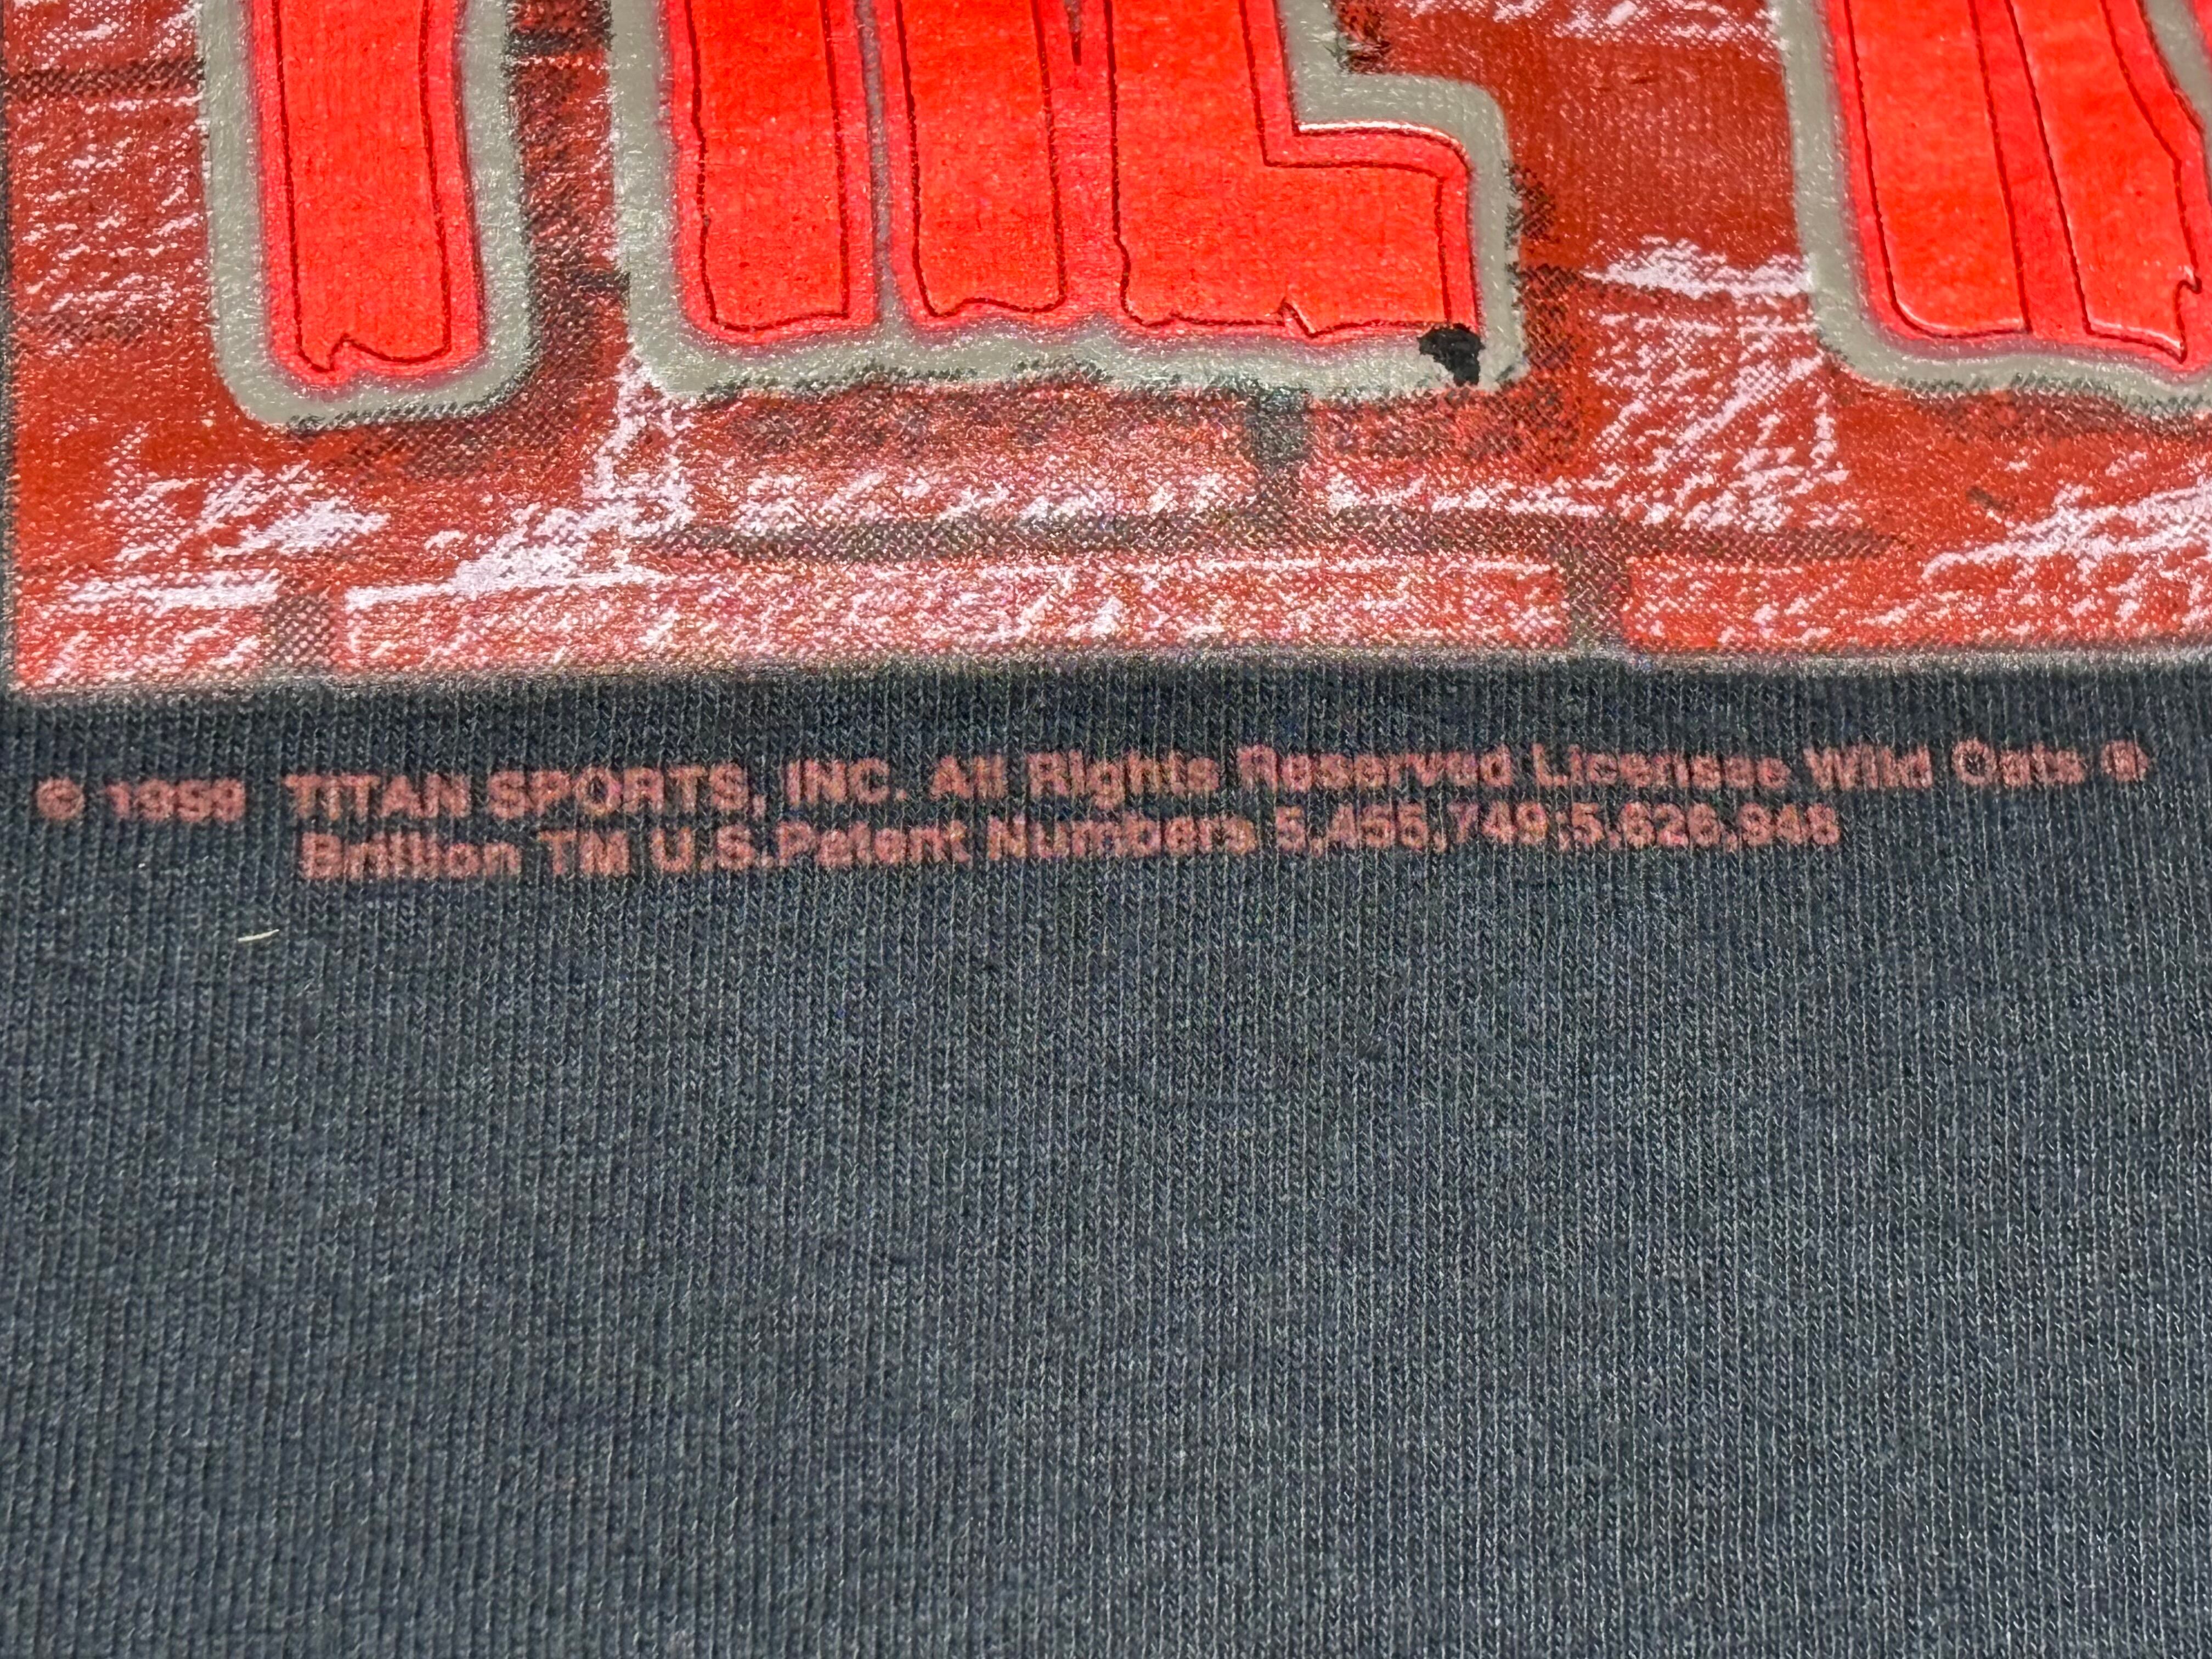 © 1999 TITAN SPORTS, INC. All Rights Reserved Licensee Wild Oats ®
Brillion TM U.S.Patent Numbers 5,455,749;5,626,948